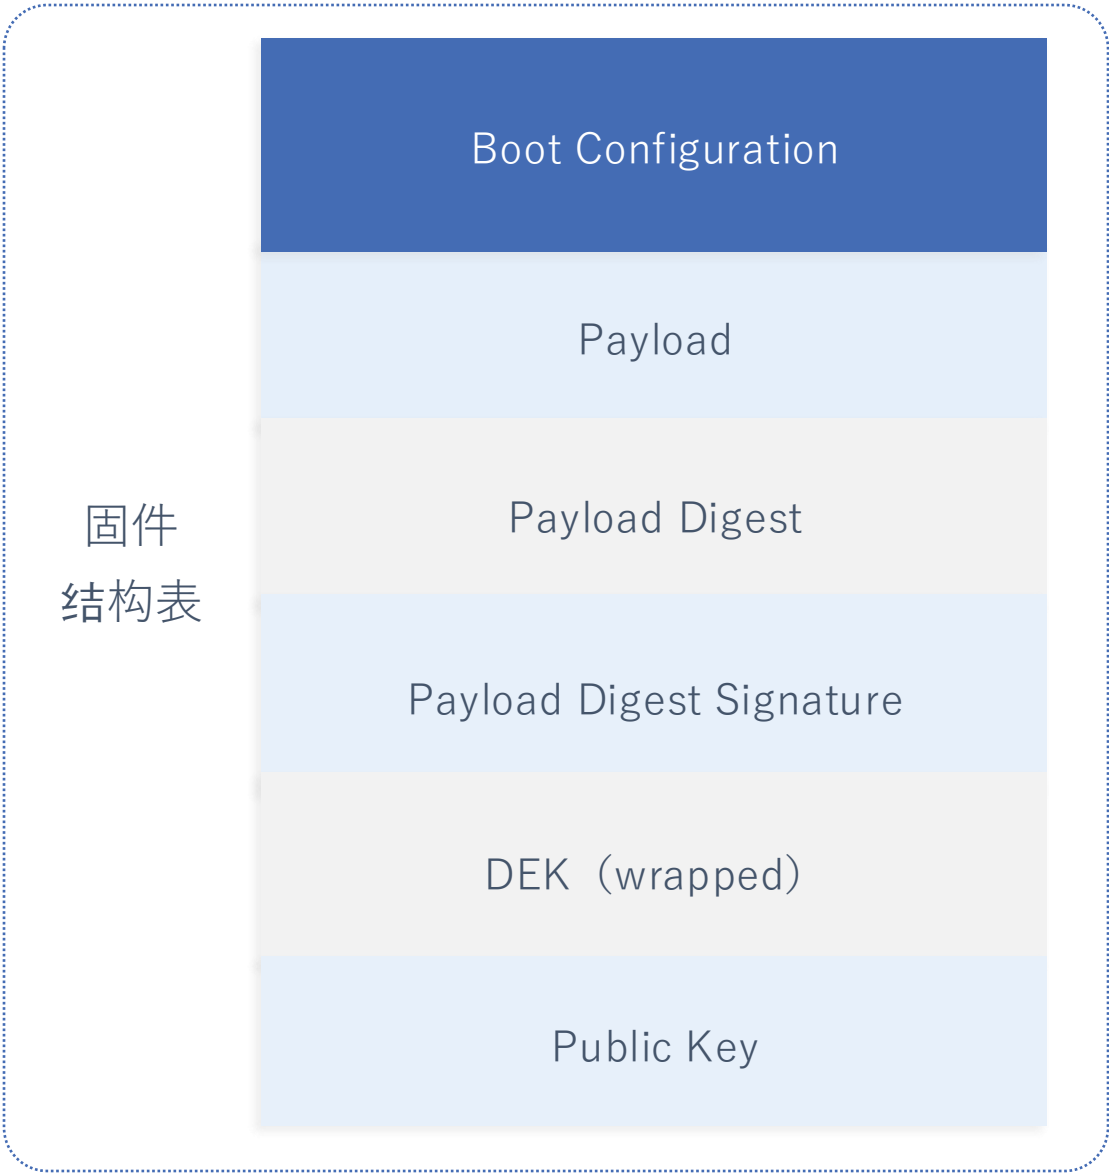 Boot Configuration
Payload
Payload Digest
固件
结构表
Payload Digest Signature
DEK（wrapped）
Public Key